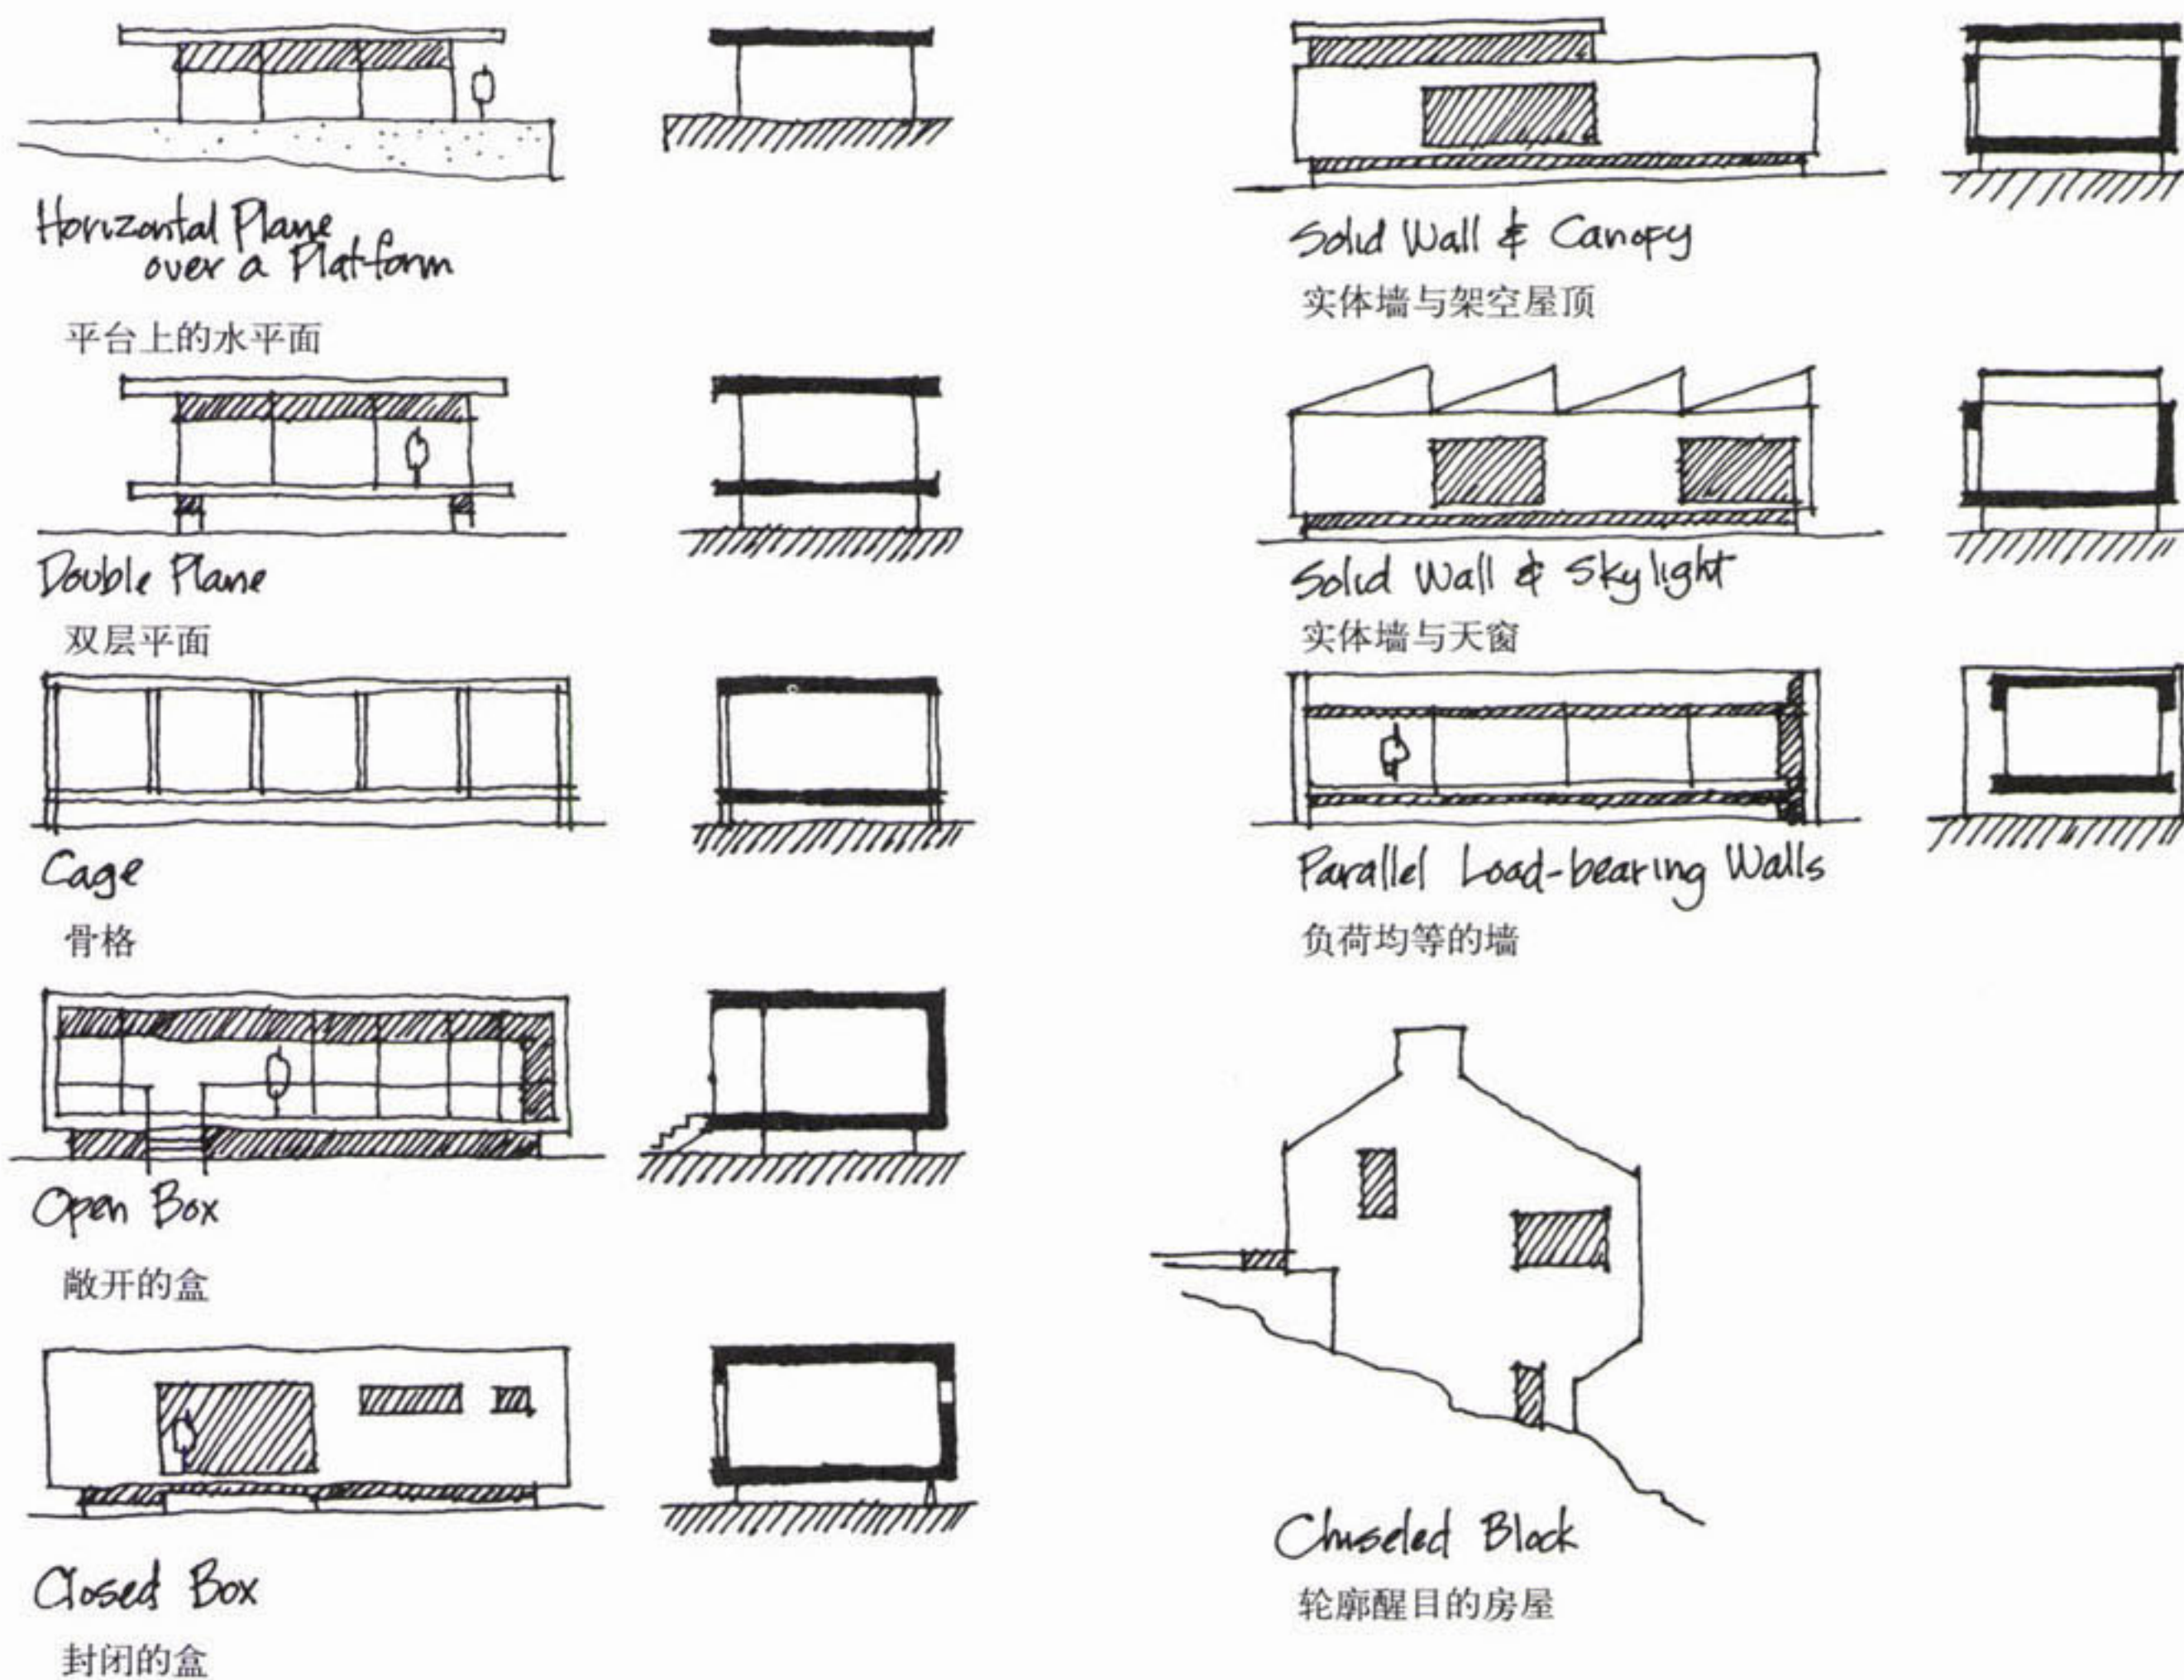 Horizontal Plane
over a Platform
平台上的水平面
Double Plane
双层平面
Cage
骨格
Open Box
敞开的盒
Closed Box
封闭的盒
Solid Wall & Canopy
实体墙与架空屋顶
Solid Wall & Skylight
实体墙与天窗
Parallel Load-bearing Walls
负荷均等的墙
Chiseled Block
轮廓醒目的房屋